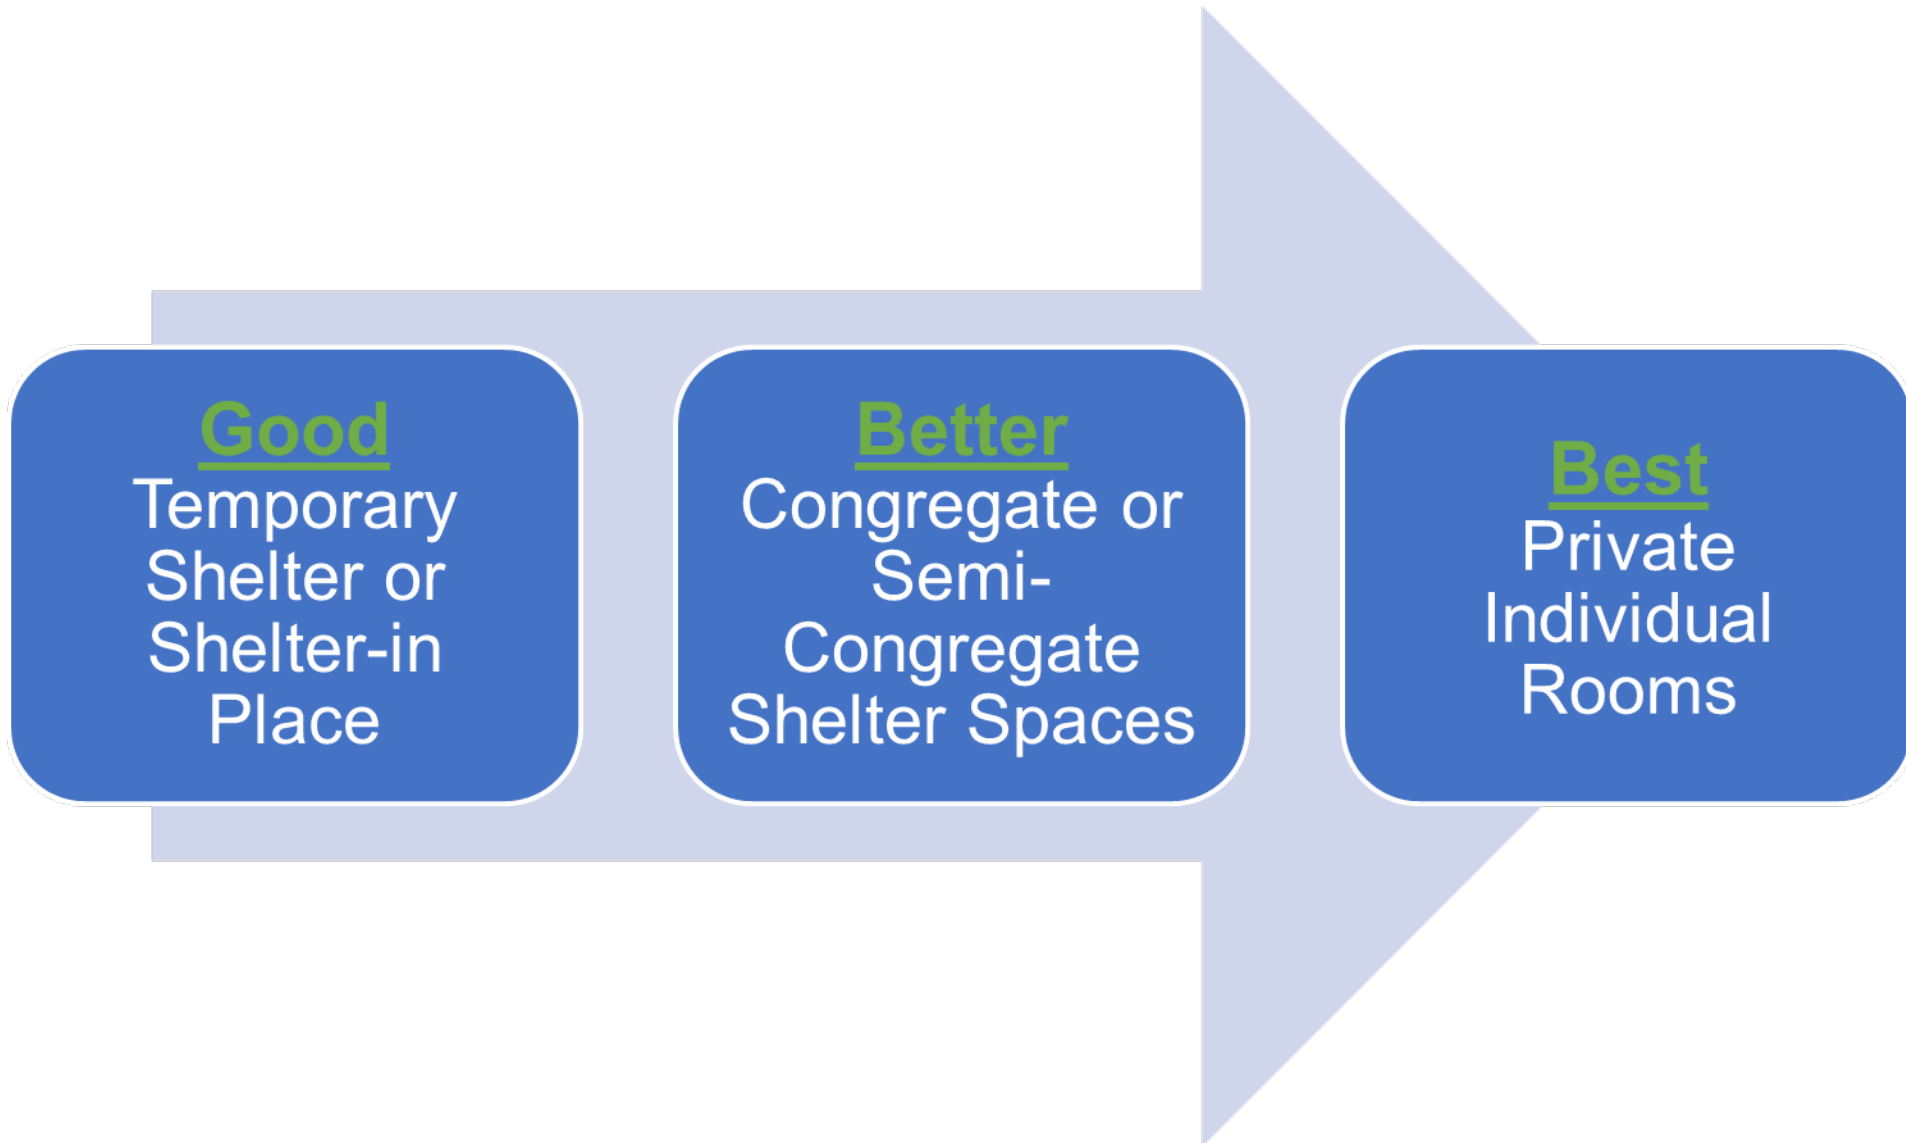 Good
Temporary
Shelter or
Shelter-in
Place
Better
Congregate or
Semi-
Congregate
Shelter Spaces
Best
Private
Individual
Rooms